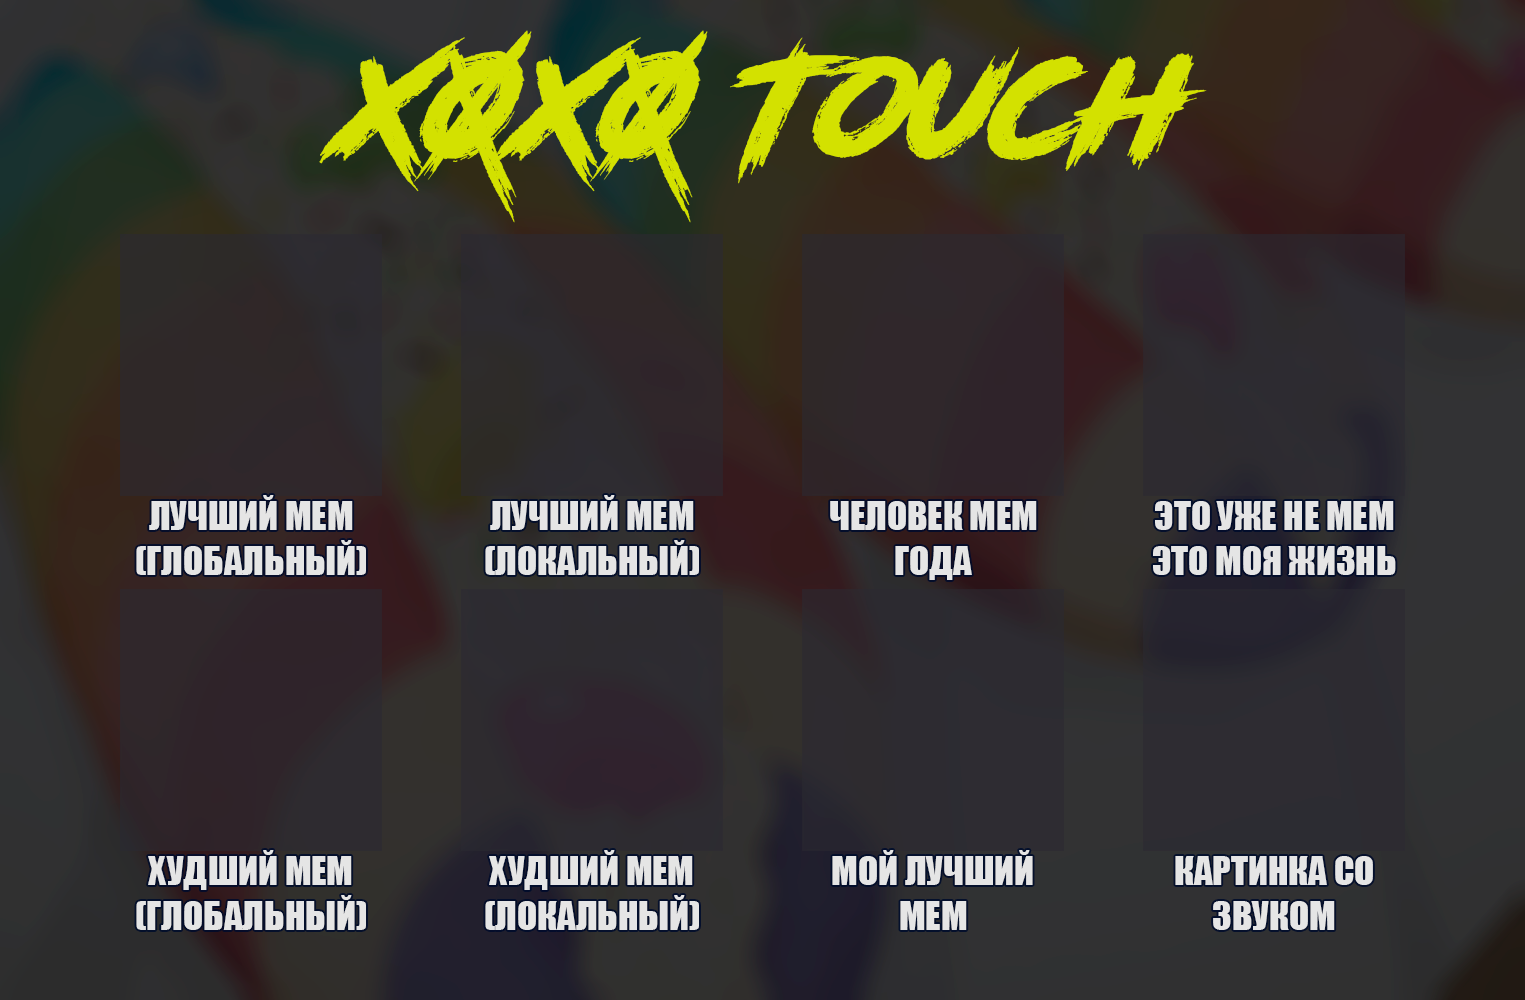 XØXØ TOUCH
ЛУЧШИЙ МЕМ
(ГЛОБАЛЬНЫЙ)
ЛУЧШИЙ МЕМ
(ЛОКАЛЬНЫЙ)
ЧЕЛОВЕК МЕМ
ГОДА
ЭТО УЖЕ НЕ МЕМ
ЭТО МОЯ ЖИЗНЬ
ХУДШИЙ МЕМ
(ГЛОБАЛЬНЫЙ)
ХУДШИЙ МЕМ
(ЛОКАЛЬНЫЙ)
МОЙ ЛУЧШИЙ
МЕМ
КАРТИНКА СО
ЗВУКОМ